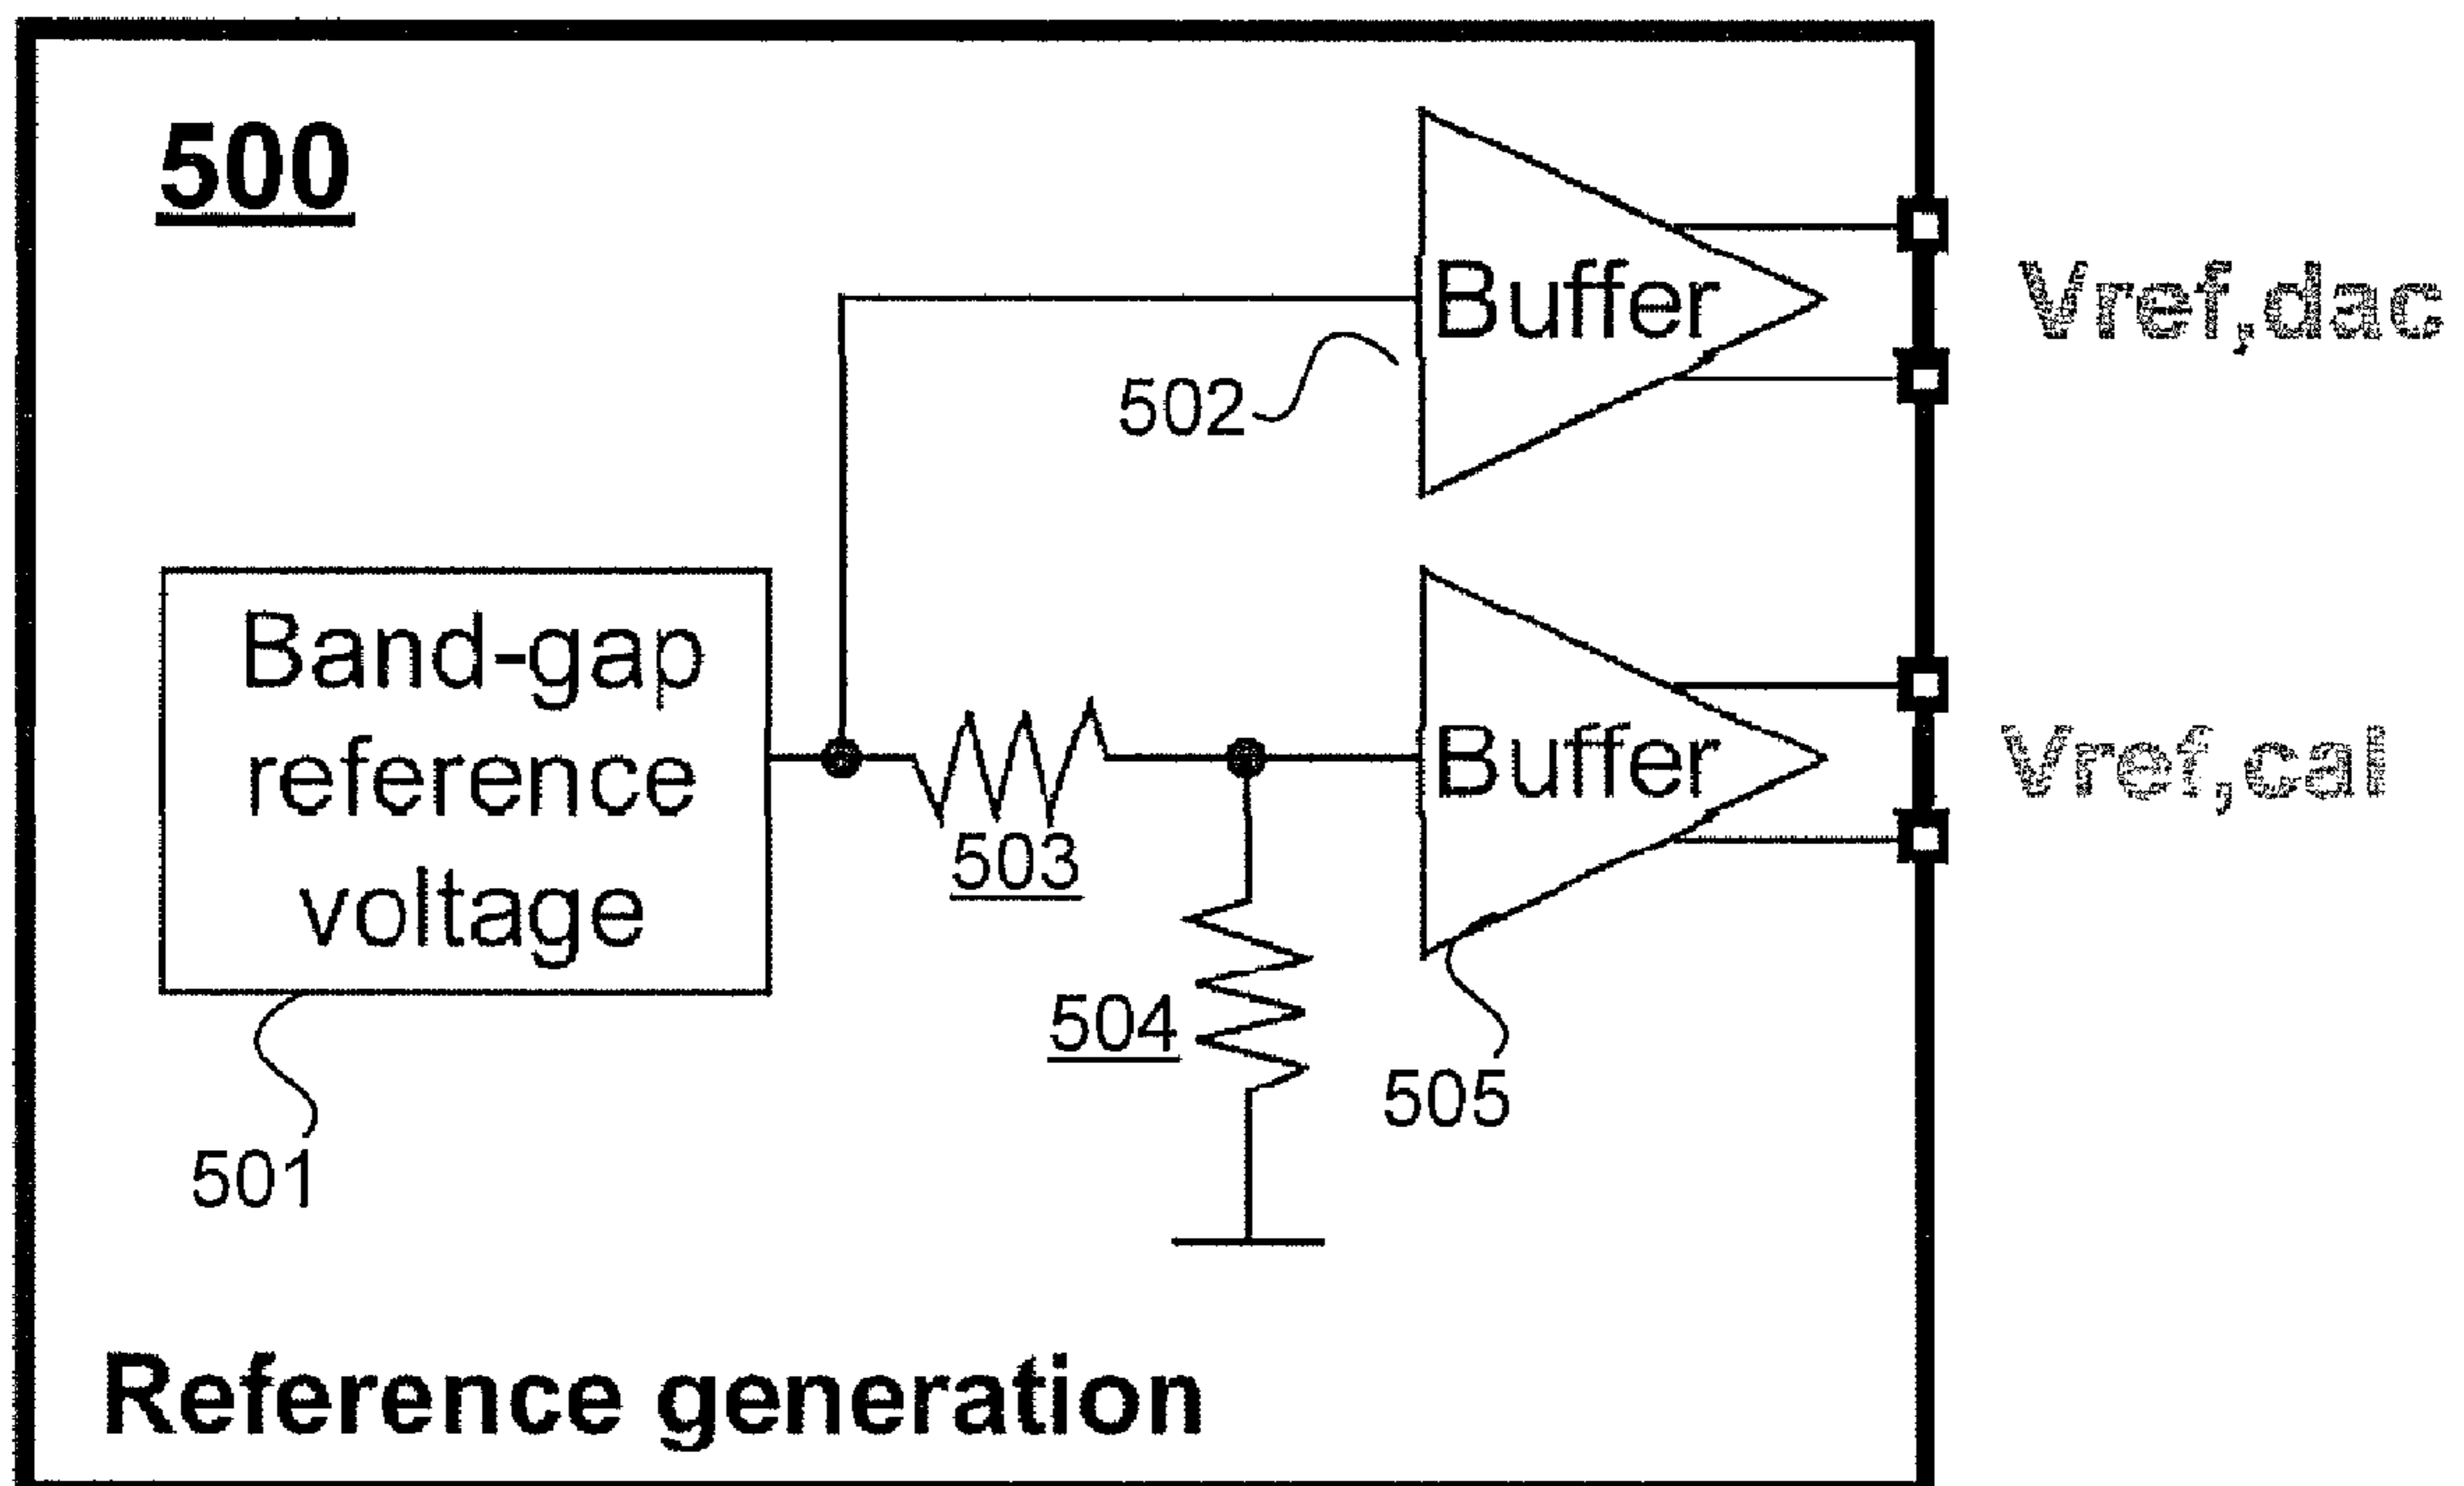 500
Buffer
Vref,dac
502
Band-gap
reference
voltage
Buffer
Vref,cal
503
504
505
501
Reference generation